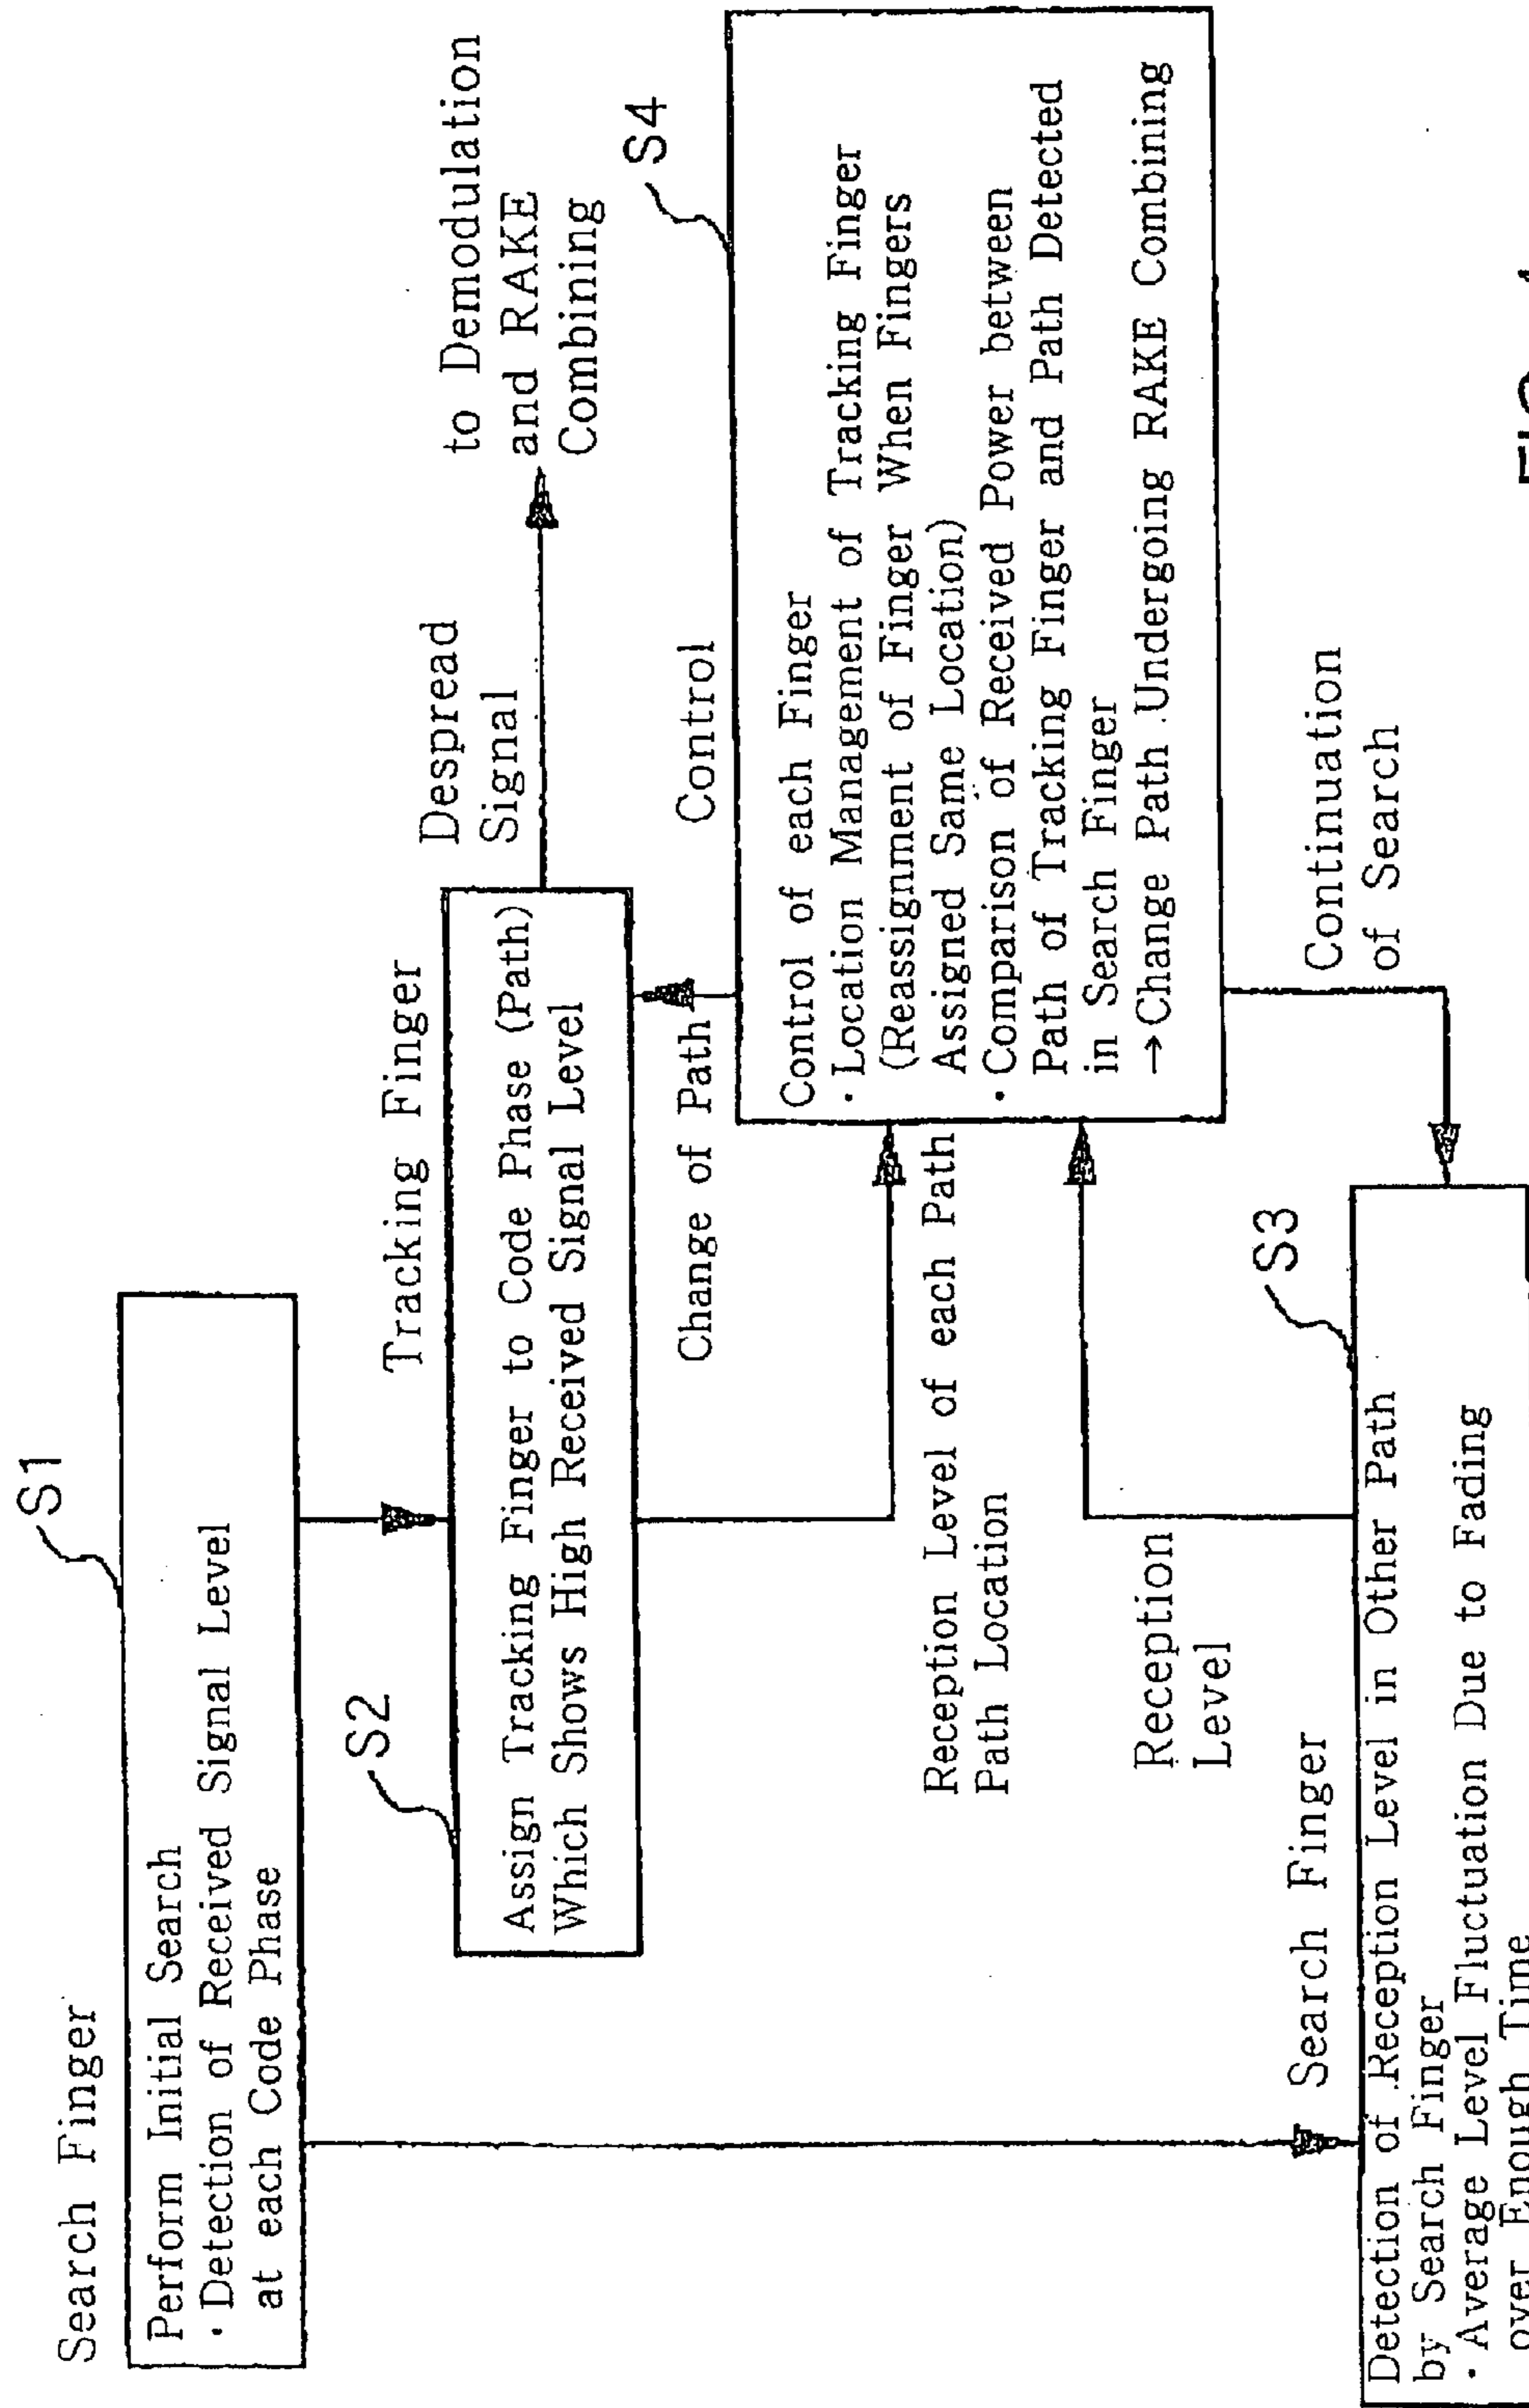 Search Finger
S1
Perform Initial Search
· Detection of Received Signal Level
at each Code Phase
S2
Tracking Finger
Assign Tracking Finger to Code Phase (Path)
Which Shows High Received Signal Level
Despread
Signal
to Demodulation
and RAKE
Combining
Change of Path
Control
S4
Control of each Finger
· Location Management of Tracking Finger
(Reassignment of Finger When Fingers
Assigned Same Location)
· Comparison of Received Power between
Path of Tracking Finger and Path Detected
in Search Finger
→Change Path Undergoing RAKE Combining
Reception Level of each Path
Path Location
Reception
Level
Continuation
of Search
Search Finger
S3
Detection of Reception Level in Other Path
by Search Finger
· Average Level Fluctuation Due to Fading
over Enough Time